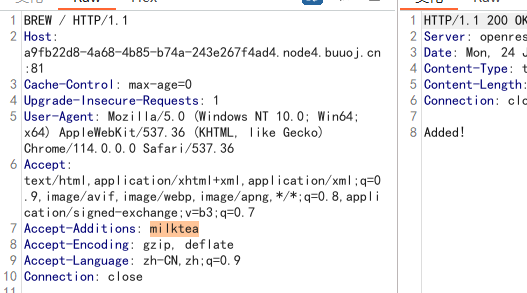 Raw
1 BREW / HTTP/1.1
2 Host:
a9fb22d8-4a68-4b85-b74a-243e267f4ad4.node4.buuoj.cn
:81
3 Cache-Control: max-age=0
4 Upgrade-Insecure-Requests: 1
5 User-Agent: Mozilla/5.0 (Windows NT 10.0; Win64;
x64) AppleWebKit/537.36 (KHTML, like Gecko)
Chrome/114.0.0.0 Safari/537.36
6 Accept:
text/html,application/xhtml+xml,application/xml;q=0
.9,image/avif,image/webp,image/apng,*/*;q=0.8,appli
cation/signed-exchange;v=b3;q=0.7
7 Accept-Additions: milktea
8 Accept-Encoding: gzip, deflate
9 Accept-Language: zh-CN,zh;q=0.9
10 Connection: close
11
Raw
1 HTTP/1.1 200 OK
2 Server: openres
3 Date: Mon, 24 J
4 Content-Type: t
5 Content-Length:
6 Connection: clo
7
8 Added!